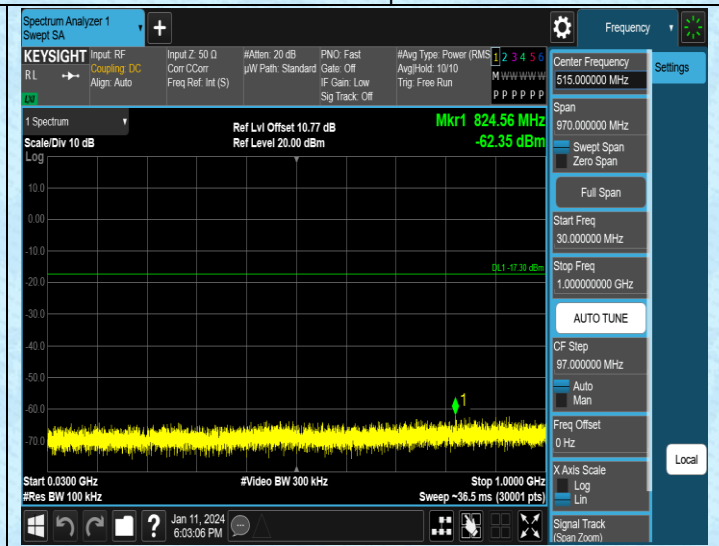 Spectrum Analyzer 1
Swept SA
Frequency
KEYSIGHT
RL
LXI
Input: RF
Coupling: DC
Align: Auto
Input Z: 50 Ω
Corr CCorr
Freq Ref: Int (S)
#Atten: 20 dB
µW Path: Standard
PNO: Fast
Gate: Off
IF Gain: Low
Sig Track: Off
#Avg Type: Power (RMS
Avg|Hold: 10/10
Trig: Free Run
1 2 3 4 5 6
M W W W W W
P P P P P P
1 Spectrum
Scale/Div 10 dB
Log
Ref Lvl Offset 10.77 dB
Ref Level 20.00 dBm
Mkr1 824.56 MHz
-62.35 dBm
10.0
0.00
-10.0
DL1 -17.30 dBm
-20.0
-30.0
-40.0
-50.0
-60.0
1
-70.0
Start 0.0300 GHz
#Res BW 100 kHz
#Video BW 300 kHz
Stop 1.0000 GHz
Sweep ~36.5 ms (30001 pts)
Jan 11, 2024
6:03:06 PM
?
Center Frequency
515.000000 MHz
Settings
Span
970.000000 MHz
Swept Span
Zero Span
Full Span
Start Freq
30.000000 MHz
Stop Freq
1.000000000 GHz
AUTO TUNE
CF Step
97.000000 MHz
Auto
Man
Freq Offset
0 Hz
X Axis Scale
Log
Lin
Local
Signal Track
(Span Zoom)